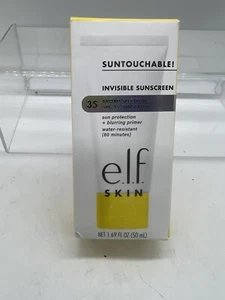 SUNTOUCHABLE!
INVISIBLE SUNSCREEN
35
sun protection
+ blurring primer
water-resistant
(80 minutes)
e.l.f.
SKIN
NET 1.69 FL OZ (50 mL)